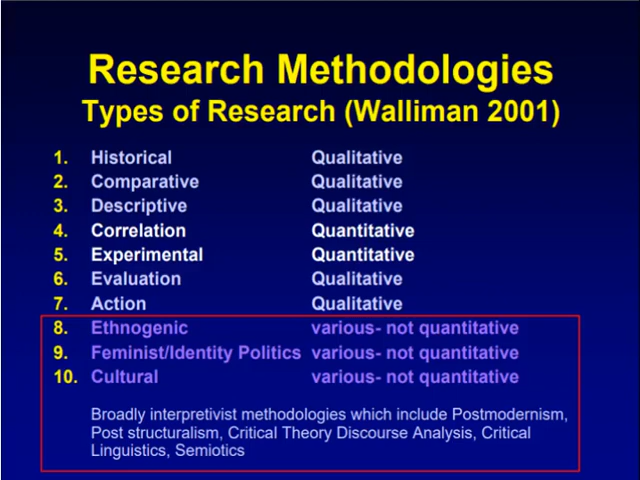 Research Methodologies
Types of Research (Walliman 2001)
1. Historical Qualitative
2. Comparative Qualitative
3. Descriptive Qualitative
4. Correlation Quantitative
5. Experimental Quantitative
6. Evaluation Qualitative
7. Action Qualitative
8. Ethnogenic various- not quantitative
9. Feminist/Identity Politics various- not quantitative
10. Cultural various- not quantitative
Broadly interpretivist methodologies which include Postmodernism,
Post structuralism, Critical Theory Discourse Analysis, Critical
Linguistics, Semiotics